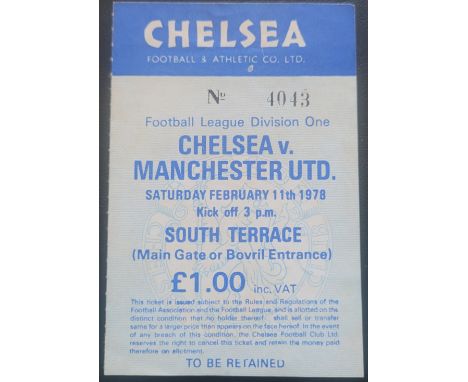 CHELSEA
FOOTBALL & ATHLETIC CO. LTD.
No 4043
Football League Division One
CHELSEA v.
MANCHESTER UTD.
SATURDAY FEBRUARY 11th 1978
Kick off 3 p.m.
SOUTH TERRACE
(Main Gate or Bovril Entrance)
£1.00 inc. VAT
This ticket is issued subject to the Rules and Regulations of the
Football Association and the Football League, and is allotted on the
distinct condition that no holder thereof shall sell or transfer
same for a larger price than appears on the face hereof. In the event
of any breach of this condition, the Chelsea Football Club Ltd.
reserves the right to cancel this ticket and retain the money paid
therefore on allotment.
TO BE RETAINED